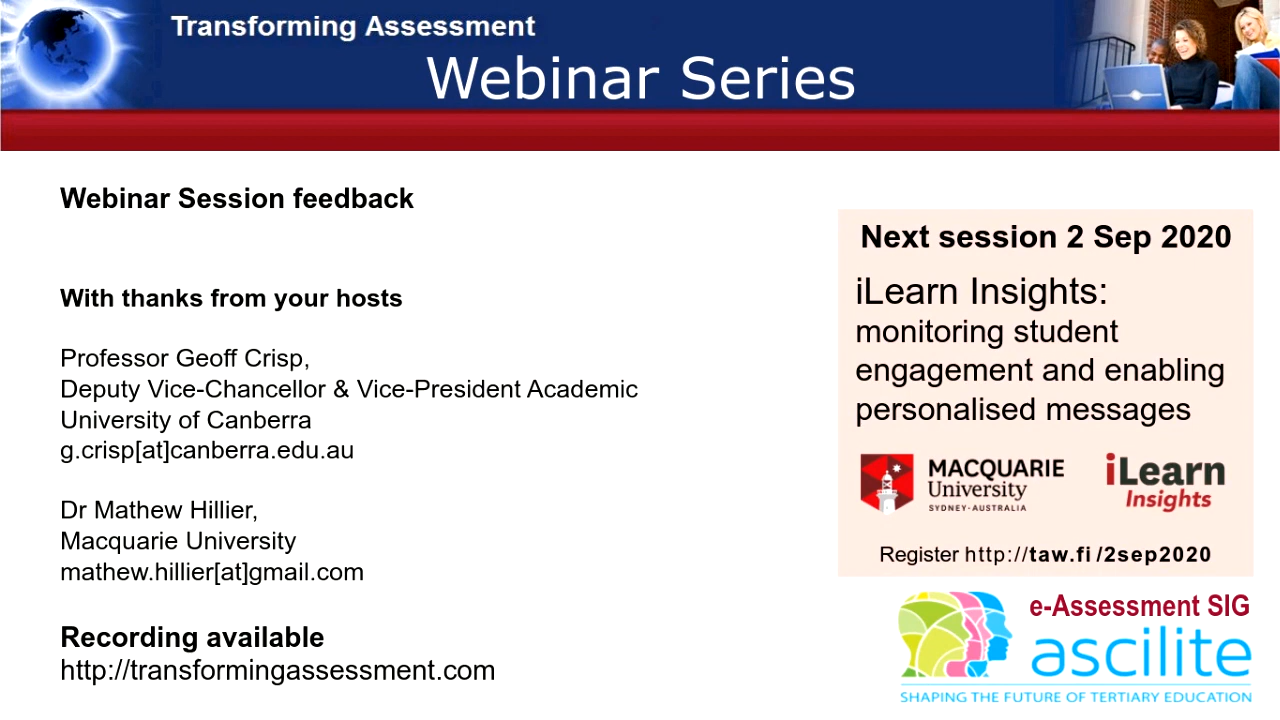 Transforming Assessment
Webinar Series
Webinar Session feedback
With thanks from your hosts
Professor Geoff Crisp,
Deputy Vice-Chancellor & Vice-President Academic
University of Canberra
g.crisp[at]canberra.edu.au
Dr Mathew Hillier,
Macquarie University
mathew.hillier[at]gmail.com
Recording available
http://transformingassessment.com
Next session 2 Sep 2020
iLearn Insights:
monitoring student
engagement and enabling
personalised messages
MACQUARIE
University
SYDNEY·AUSTRALIA
iLearn
Insights
Register http://taw.fi/2sep2020
e-Assessment SIG
ascilite
SHAPING THE FUTURE OF TERTIARY EDUCATION